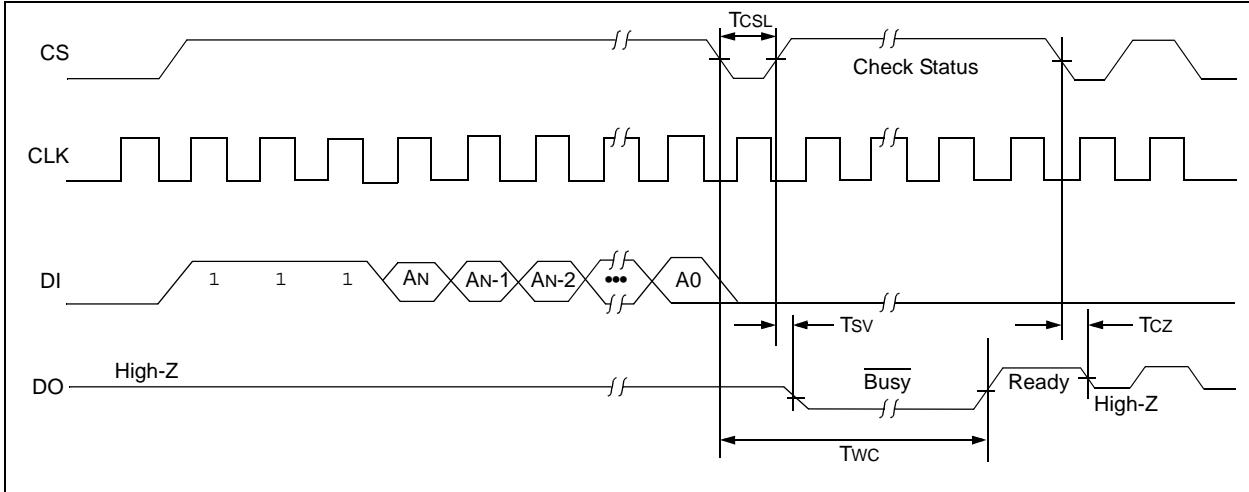 TCSL
CS
Check Status
CLK
DI
1 1 1 AN AN-1 AN-2 ••• A0
TSV
TCZ
High-Z
DO
Busy
Ready
High-Z
TWC